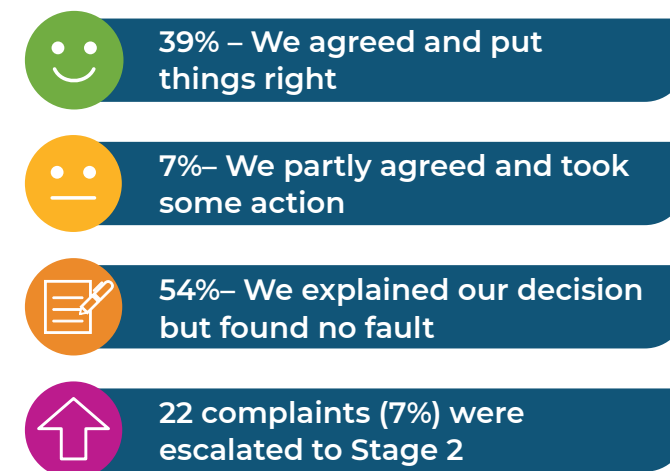 39% – We agreed and put
things right
7%– We partly agreed and took
some action
54%– We explained our decision
but found no fault
22 complaints (7%) were
escalated to Stage 2